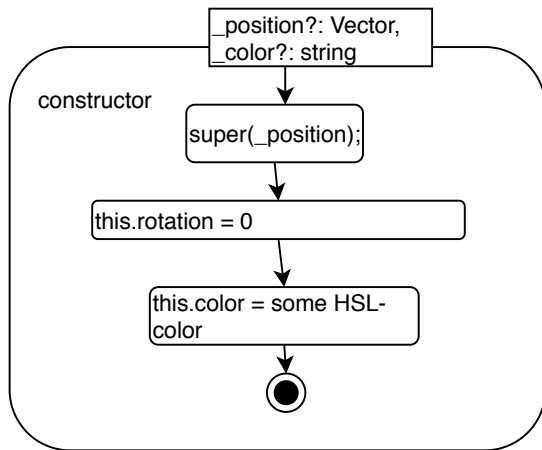 _position?: Vector,
_color?: string
constructor
super(_position);
this.rotation = 0
this.color = some HSL-
color